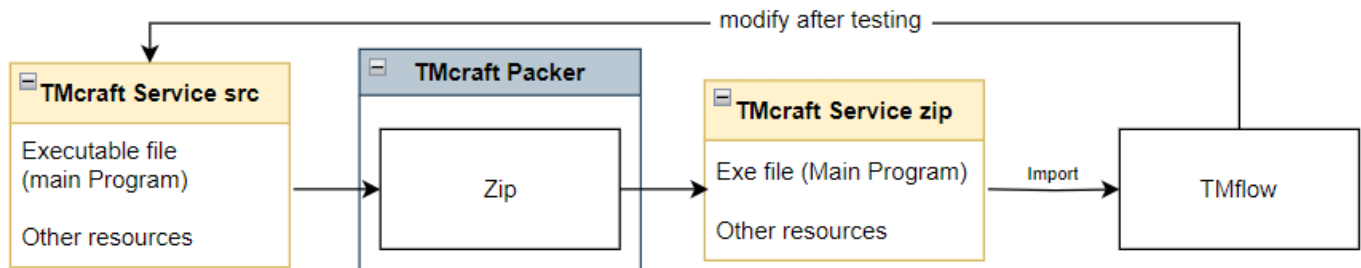 modify after testing
TMcraft Service src
Executable file
(main Program)
Other resources
TMcraft Packer
Zip
TMcraft Service zip
Exe file (Main Program)
Other resources
Import
TMflow